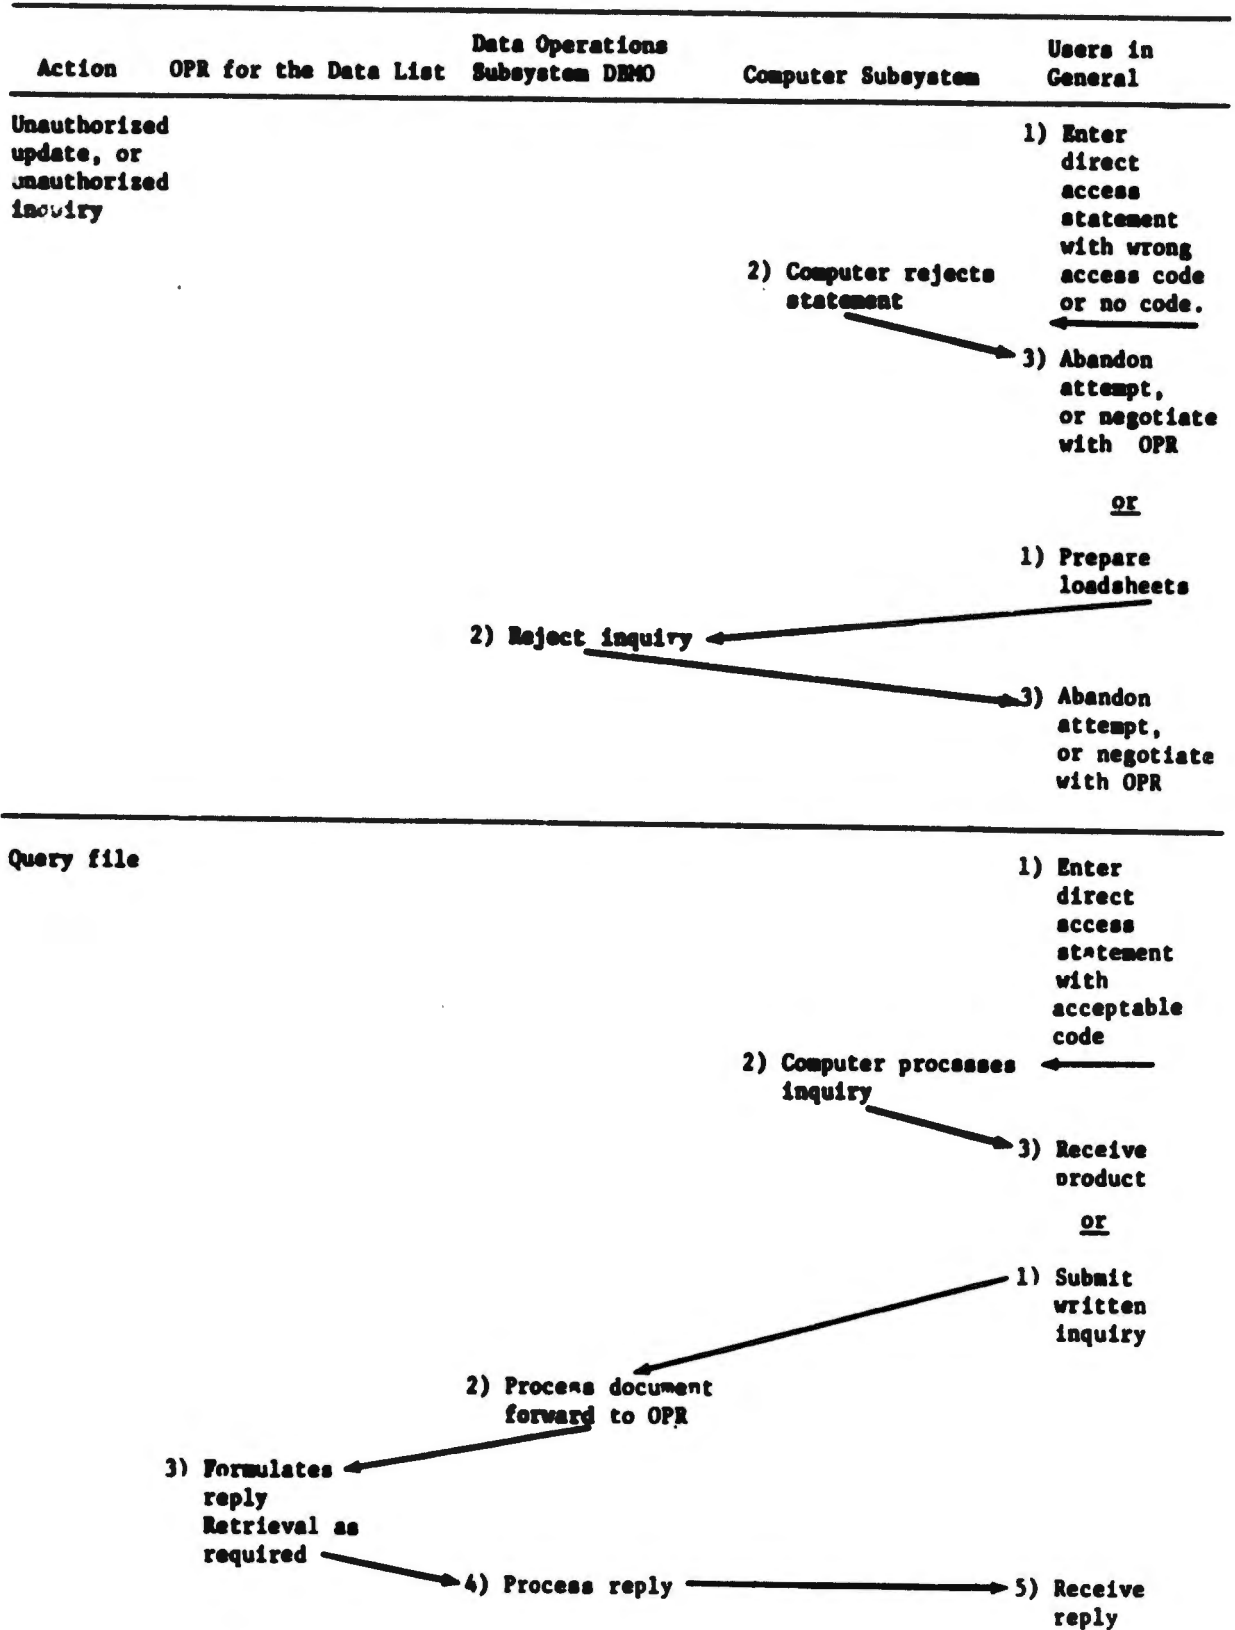 Data Operations Users in
Action OPR for the Data List Subsystem DBMO Computer Subsystem General
Unauthorized
update, or
unauthorized
inquiry
1) Enter
direct
access
statement
with wrong
access code
or no code.
2) Computer rejects
statement
3) Abandon
attempt,
or negotiate
with OPR
or
1) Prepare
loadsheets
2) Reject inquiry
3) Abandon
attempt,
or negotiate
with OPR
Query file
1) Enter
direct
access
statement
with
acceptable
code
2) Computer processes
inquiry
3) Receive
product
or
1) Submit
written
inquiry
2) Process document
forward to OPR
3) Formulates
reply
Retrieval as
required
4) Process reply
5) Receive
reply